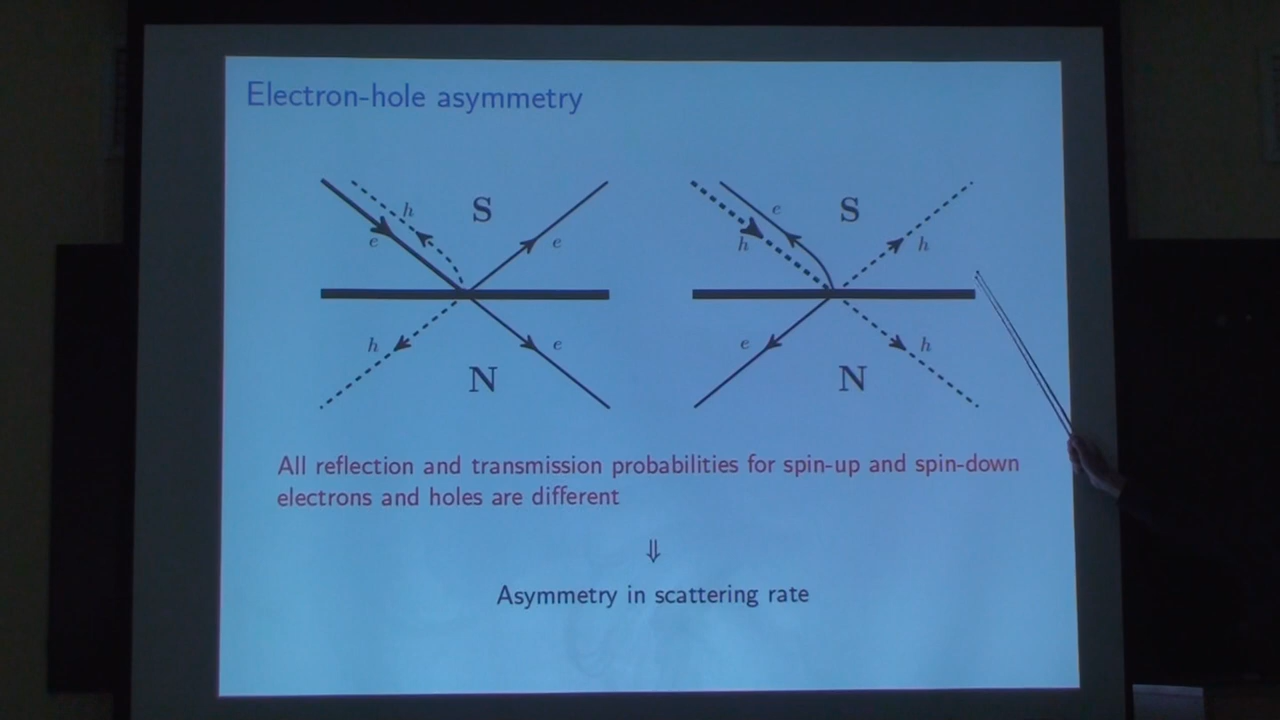 Electron-hole asymmetry
h
S
e
e
h
e
N
e
S
h
h
e
h
N
All reflection and transmission probabilities for spin-up and spin-down
electrons and holes are different
⇓
Asymmetry in scattering rate